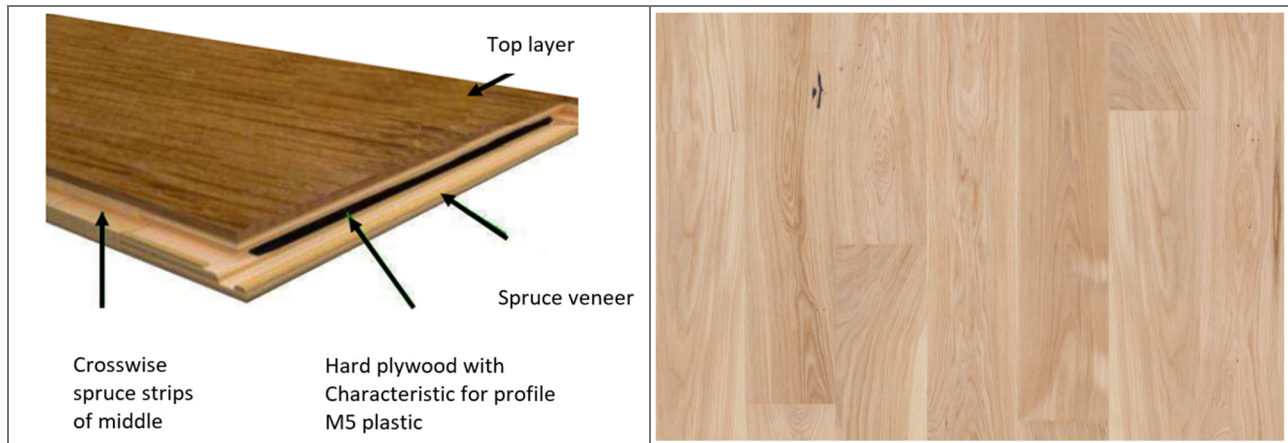 Top layer
Spruce veneer
Crosswise
spruce strips
of middle
Hard plywood with
Characteristic for profile
M5 plastic